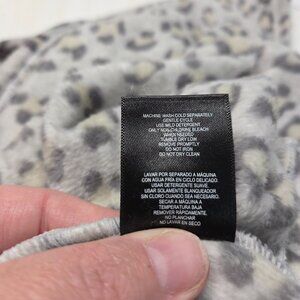 MACHINE WASH COLD SEPARATELY
GENTLE CYCLE
USE MILD DETERGENT
ONLY NON-CHLORINE BLEACH
WHEN NEEDED
TUMBLE DRY LOW
REMOVE PROMPTLY
DO NOT IRON
DO NOT DRY CLEAN
LAVAR POR SEPARADO A MÁQUINA
CON AGUA FRÍA EN CICLO DELICADO.
USAR DETERGENTE SUAVE.
USAR SOLAMENTE BLANQUEADOR
SIN CLORO CUANDO SEA NECESARIO.
SECAR A MÁQUINA A
TEMPERATURA BAJA
REMOVER RÁPIDAMENTE.
NO PLANCHAR
NO LAVAR EN SECO